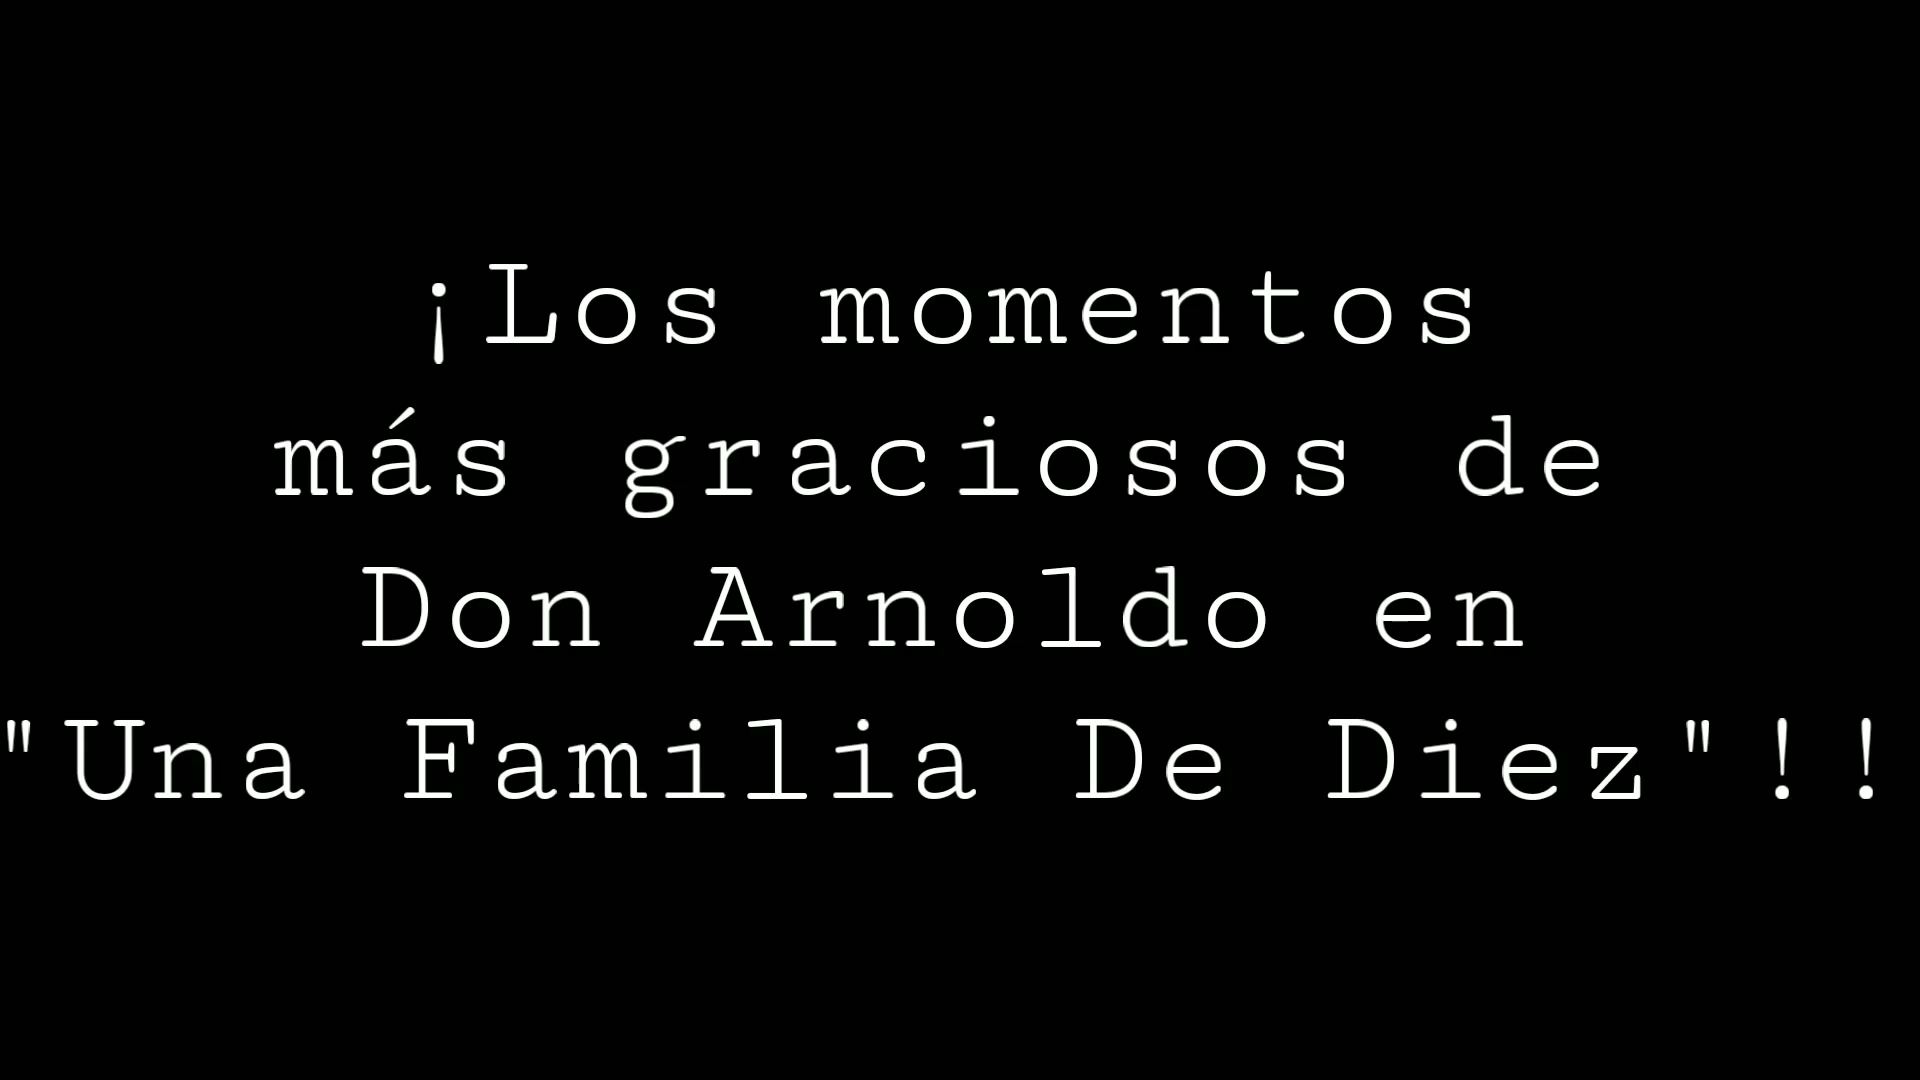 ¡Los momentos
más graciosos de
Don Arnoldo en
"Una Familia De Diez"!!